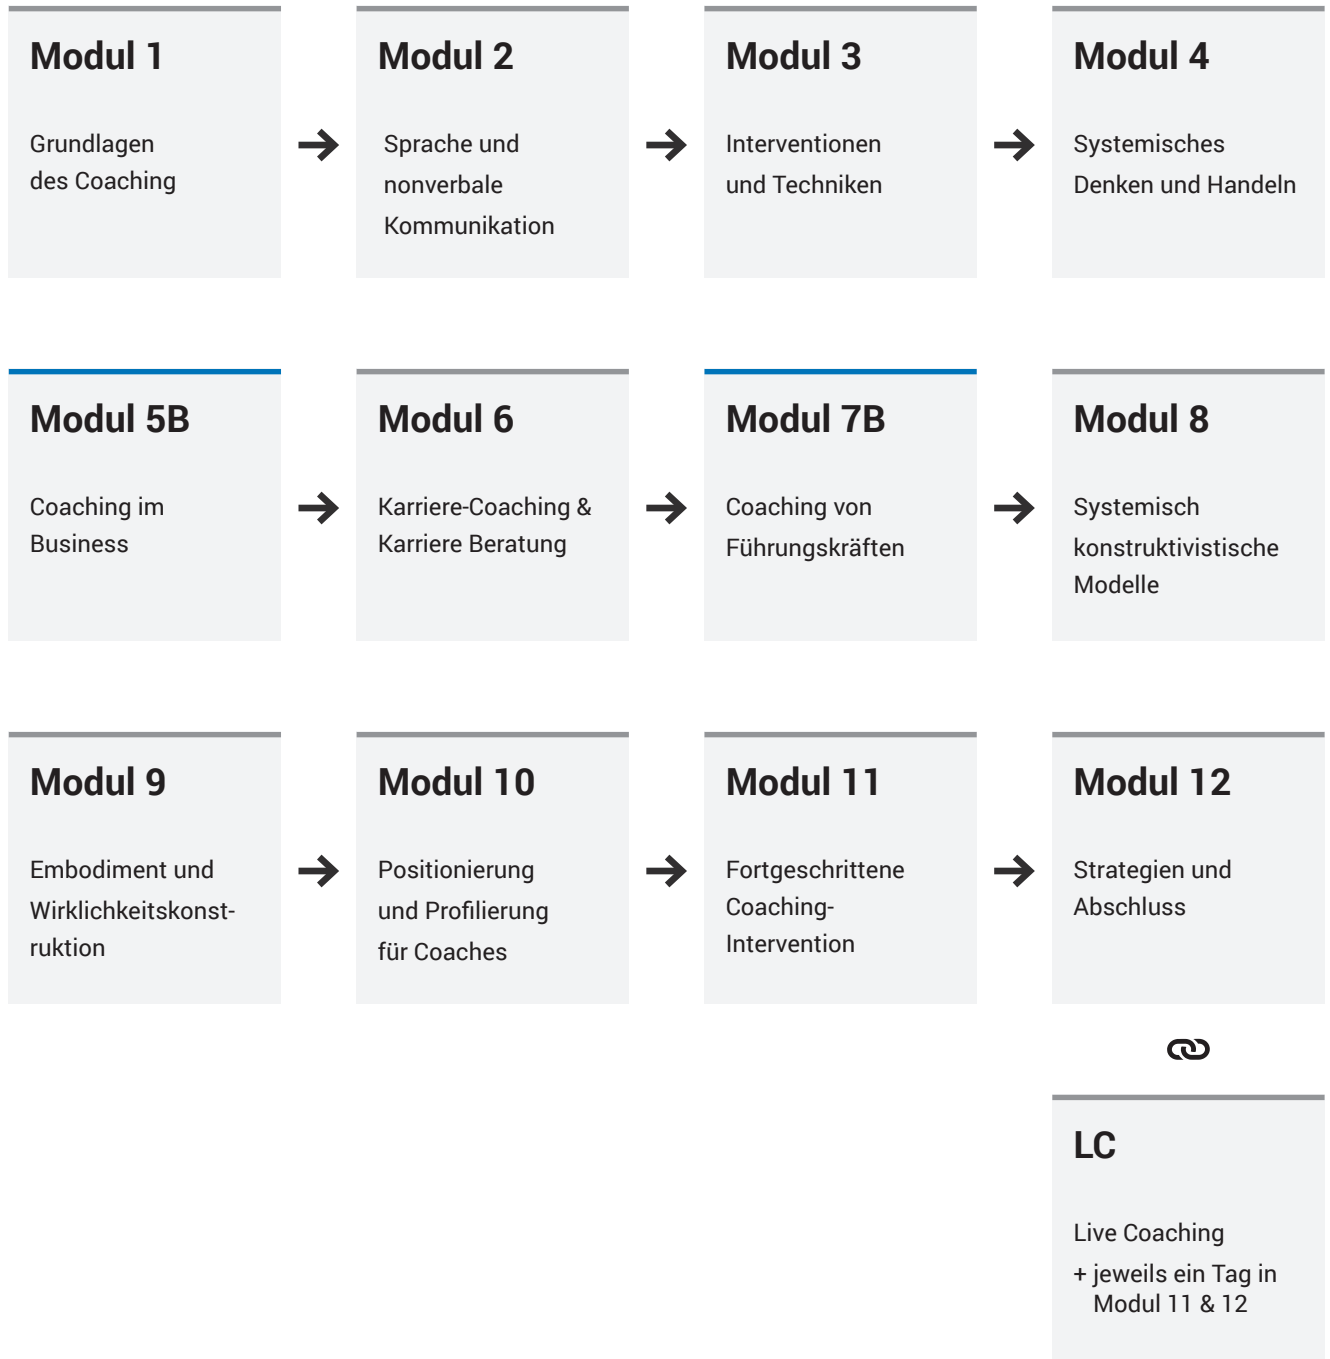 Modul 1
Grundlagen
des Coaching
Modul 2
Sprache und
nonverbale
Kommunikation
Modul 3
Interventionen
und Techniken
Modul 4
Systemisches
Denken und Handeln
Modul 5B
Coaching im
Business
Modul 6
Karriere-Coaching &
Karriere Beratung
Modul 7B
Coaching von
Führungskräften
Modul 8
Systemisch
konstruktivistische
Modelle
Modul 9
Embodiment und
Wirklichkeitskonst-
ruktion
Modul 10
Positionierung
und Profilierung
für Coaches
Modul 11
Fortgeschrittene
Coaching-
Intervention
Modul 12
Strategien und
Abschluss
LC
Live Coaching
+ jeweils ein Tag in
Modul 11 & 12